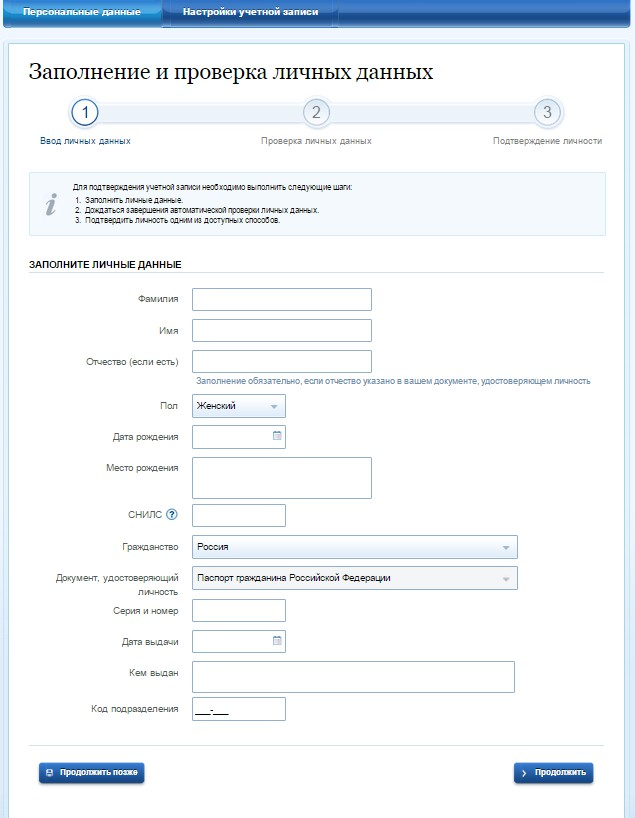 Персональные данные
Настройки учетной записи
Заполнение и проверка личных данных
1
2
3
Ввод личных данных
Проверка личных данных
Подтверждение личности
i
Для подтверждения учетной записи необходимо выполнить следующие шаги:
1. Заполнить личные данные.
2. Дождаться завершения автоматической проверки личных данных.
3. Подтвердить личность одним из доступных способов.
ЗАПОЛНИТЕ ЛИЧНЫЕ ДАННЫЕ
Фамилия
Имя
Отчество (если есть)
Заполнение обязательно, если отчество указано в вашем документе, удостоверяющем личность
Пол
Женский
Дата рождения
Место рождения
СНИЛС ?
Гражданство
Россия
Документ, удостоверяющий
личность
Паспорт гражданина Российской Федерации
Серия и номер
Дата выдачи
Кем выдан
Код подразделения
___-___
Продолжить позже
Продолжить